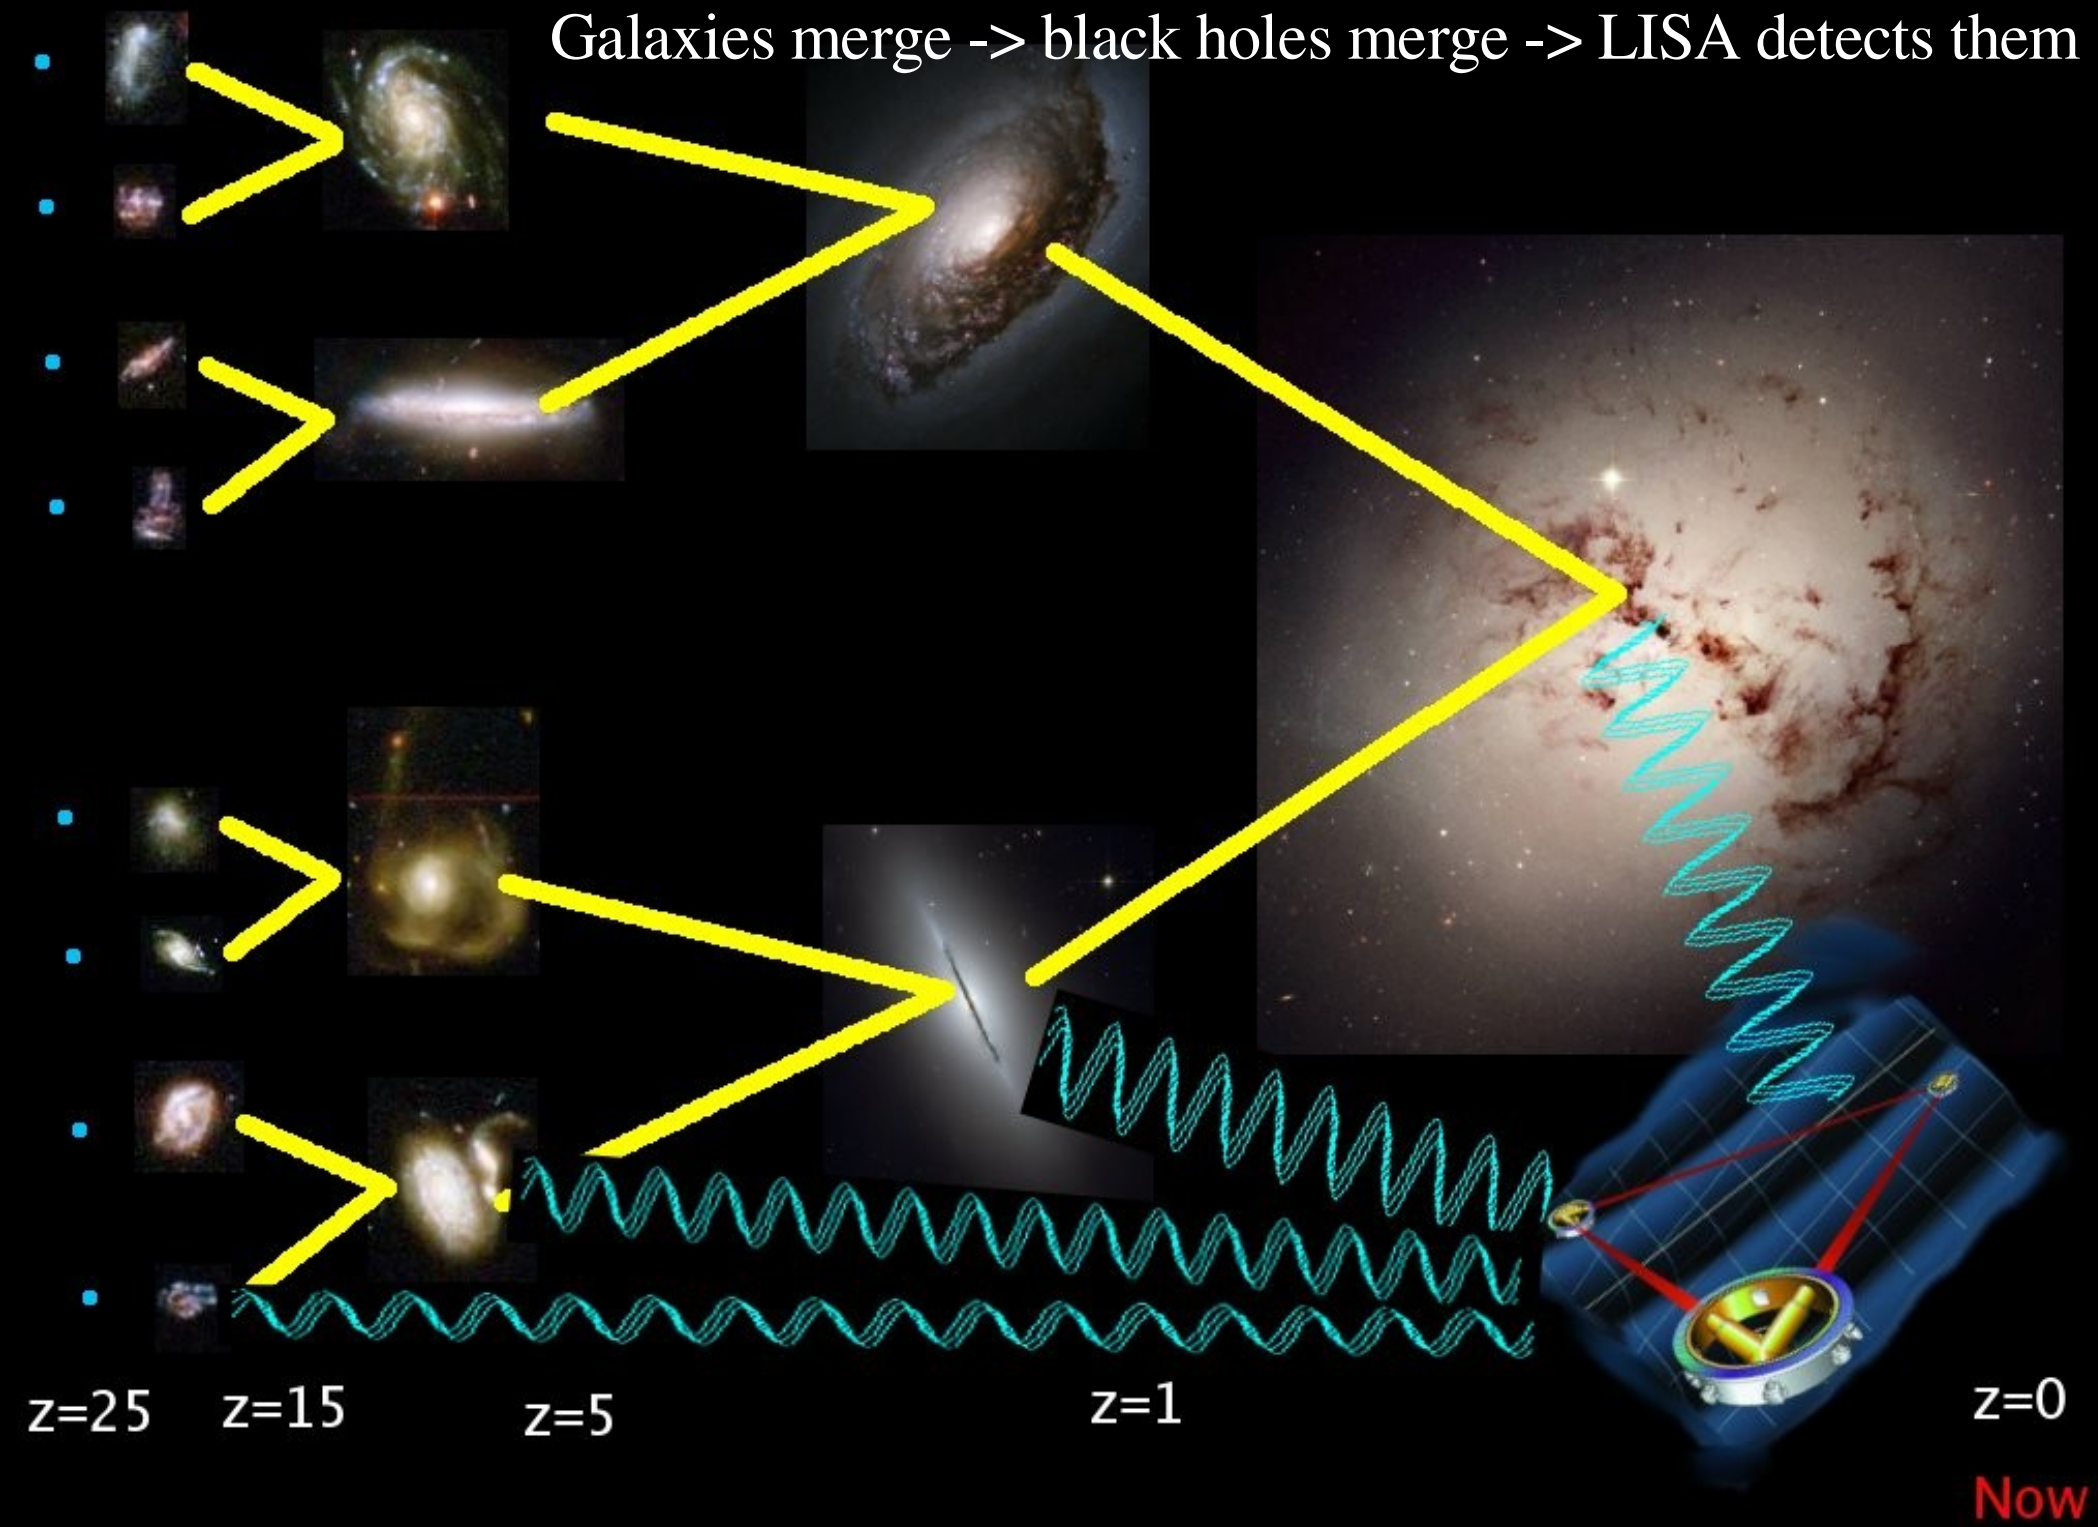 Galaxies merge -> black holes merge -> LISA detects them
z=25 z=15 z=5 z=1 z=0
Now